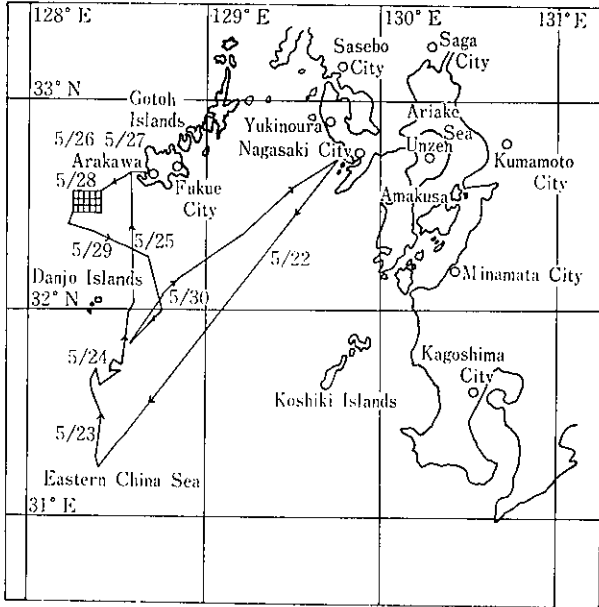 128° E
129° E
130° E
131° E
Sasebo
City
Saga
City
33° N
Gotoh
Islands
Ariake
Sea
Yukinoura
5/26 5/27
Nagasaki City
Unzen
Arakawa
Kumamoto
City
5/28
Fukue
City
Amakusa
5/25
5/29
5/22
Danjo Islands
Minamata City
32° N
5/30
5/24
Kagoshima
City
Koshiki Islands
5/23
Eastern China Sea
31° E